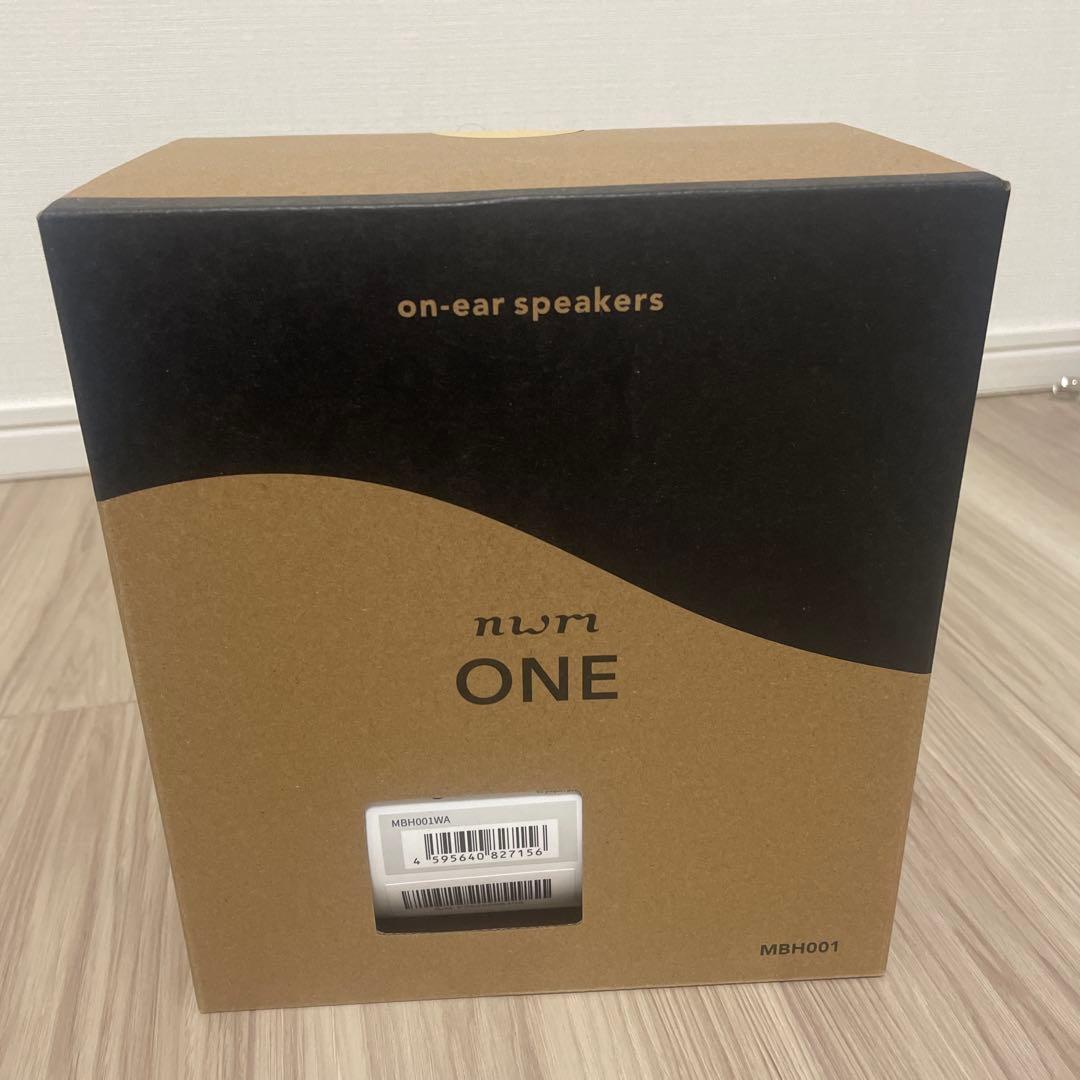 on-ear speakers
nwm
ONE
MBH001WA
4 595640 827156
MBH001